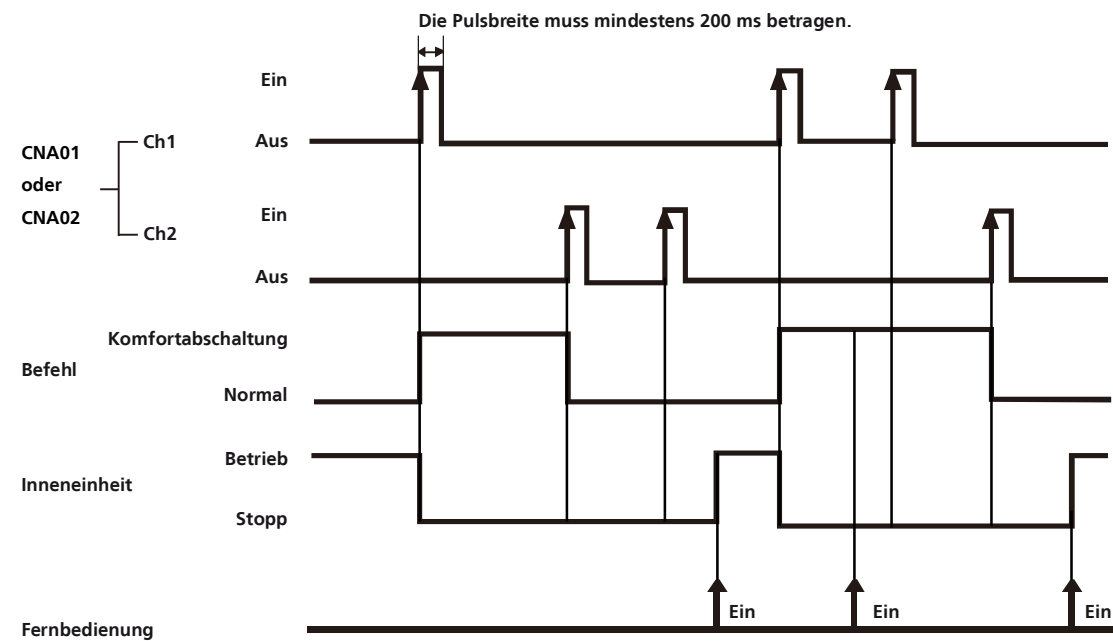 Die Pulsbreite muss mindestens 200 ms betragen.
Ein
CNA01
oder
CNA02
Ch1
Aus
Ein
Ch2
Aus
Komfortabschaltung
Befehl
Normal
Betrieb
Inneneinheit
Stopp
Ein
Ein
Ein
Fernbedienung